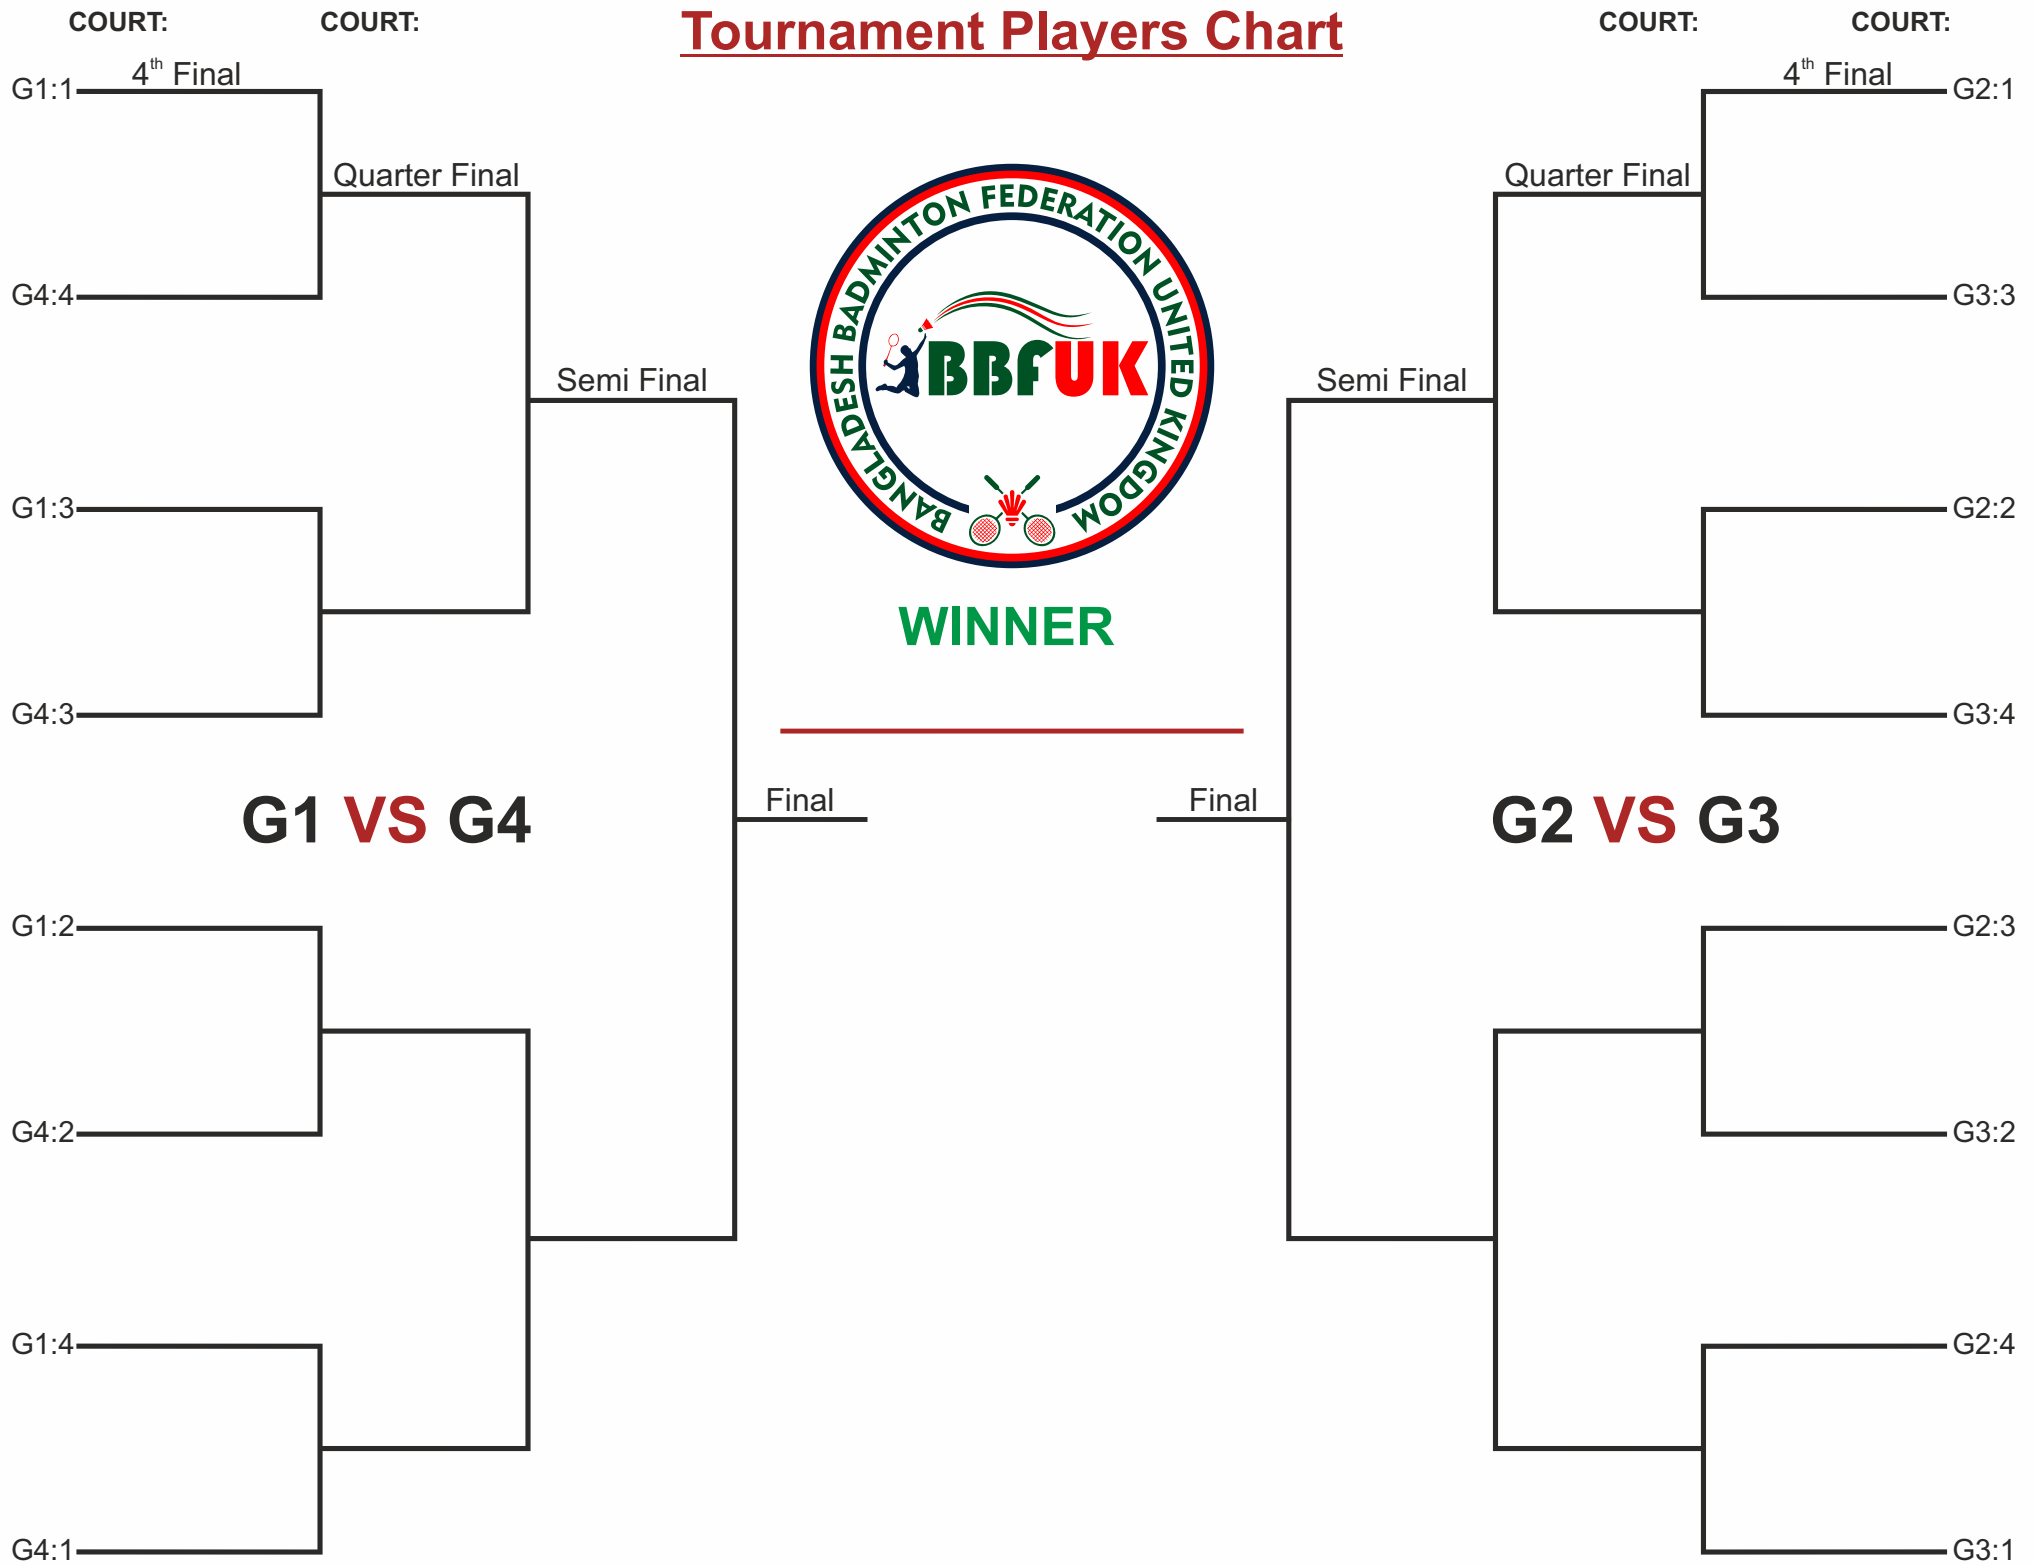 COURT: COURT: Tournament Players Chart COURT: COURT:
4th Final 4th Final
G1:1 G2:1
Quarter Final Quarter Final
BANGLADESH BADMINTON FEDERATION UNITED KINGDOM
G4:4 G3:3
BBFUK
Semi Final Semi Final
G1:3 G2:2
WINNER
G4:3 G3:4
Final Final
G1 VS G4 G2 VS G3
G1:2 G2:3
G4:2 G3:2
G1:4 G2:4
G4:1 G3:1